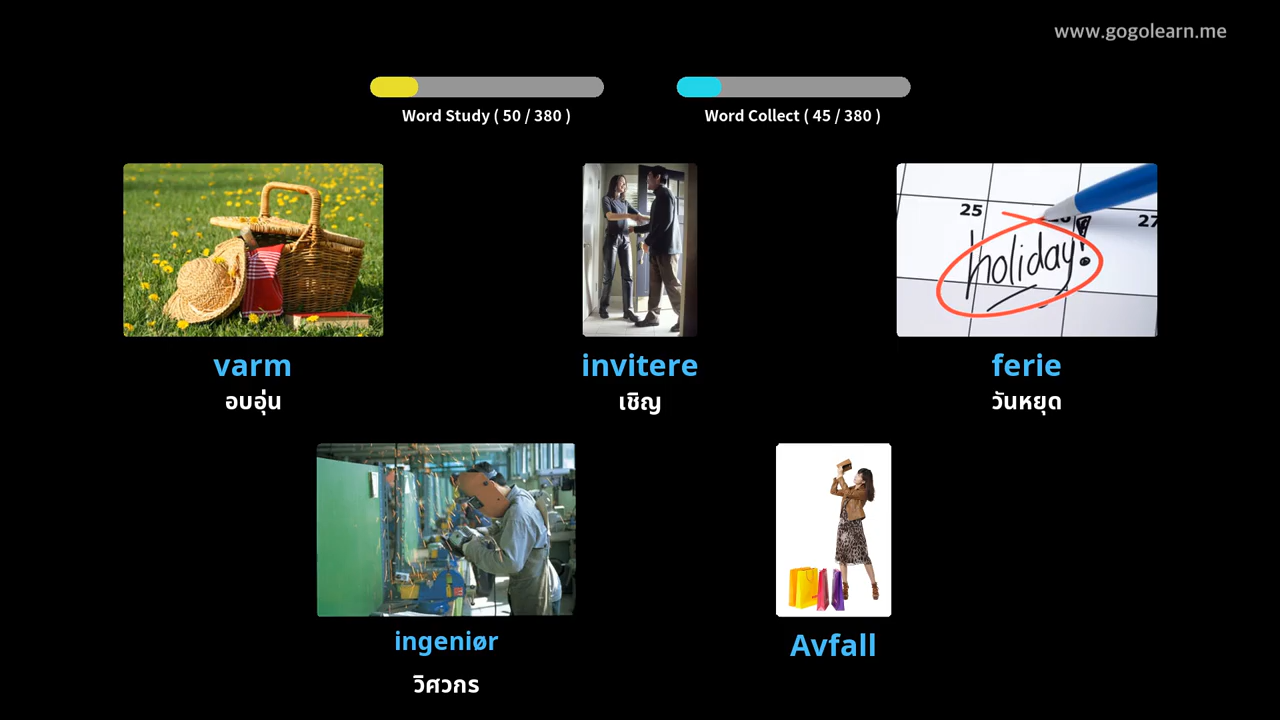 www.gogolearn.me
Word Study ( 50 / 380 )
Word Collect ( 45 / 380 )
25
27
holiday!
varm
อบอุ่น
invitere
เชิญ
ferie
วันหยุด
ingeniør
วิศวกร
Avfall